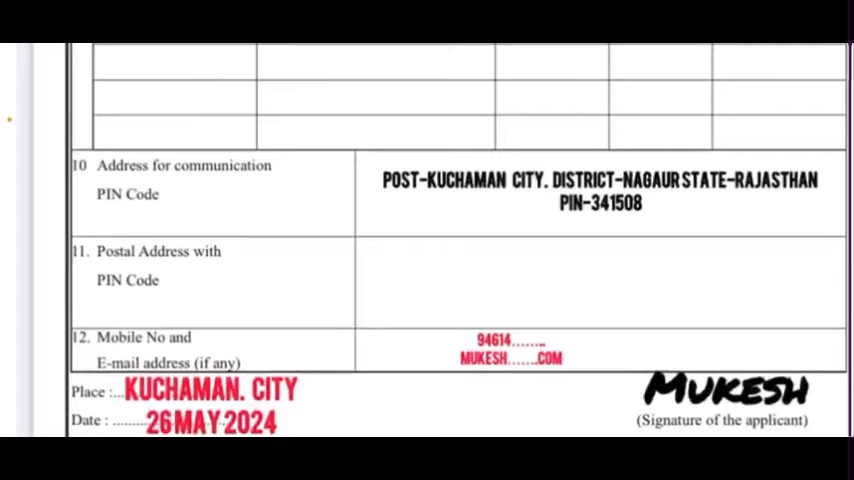 10 Address for communication
PIN Code
POST-KUCHAMAN CITY. DISTRICT-NAGAUR STATE-RAJASTHAN
PIN-341508
11. Postal Address with
PIN Code
12. Mobile No and
E-mail address (if any)
94614........
MUKESH.......COM
Place :...KUCHAMAN. CITY
Date : .........26 MAY 2024
MUKESH
(Signature of the applicant)